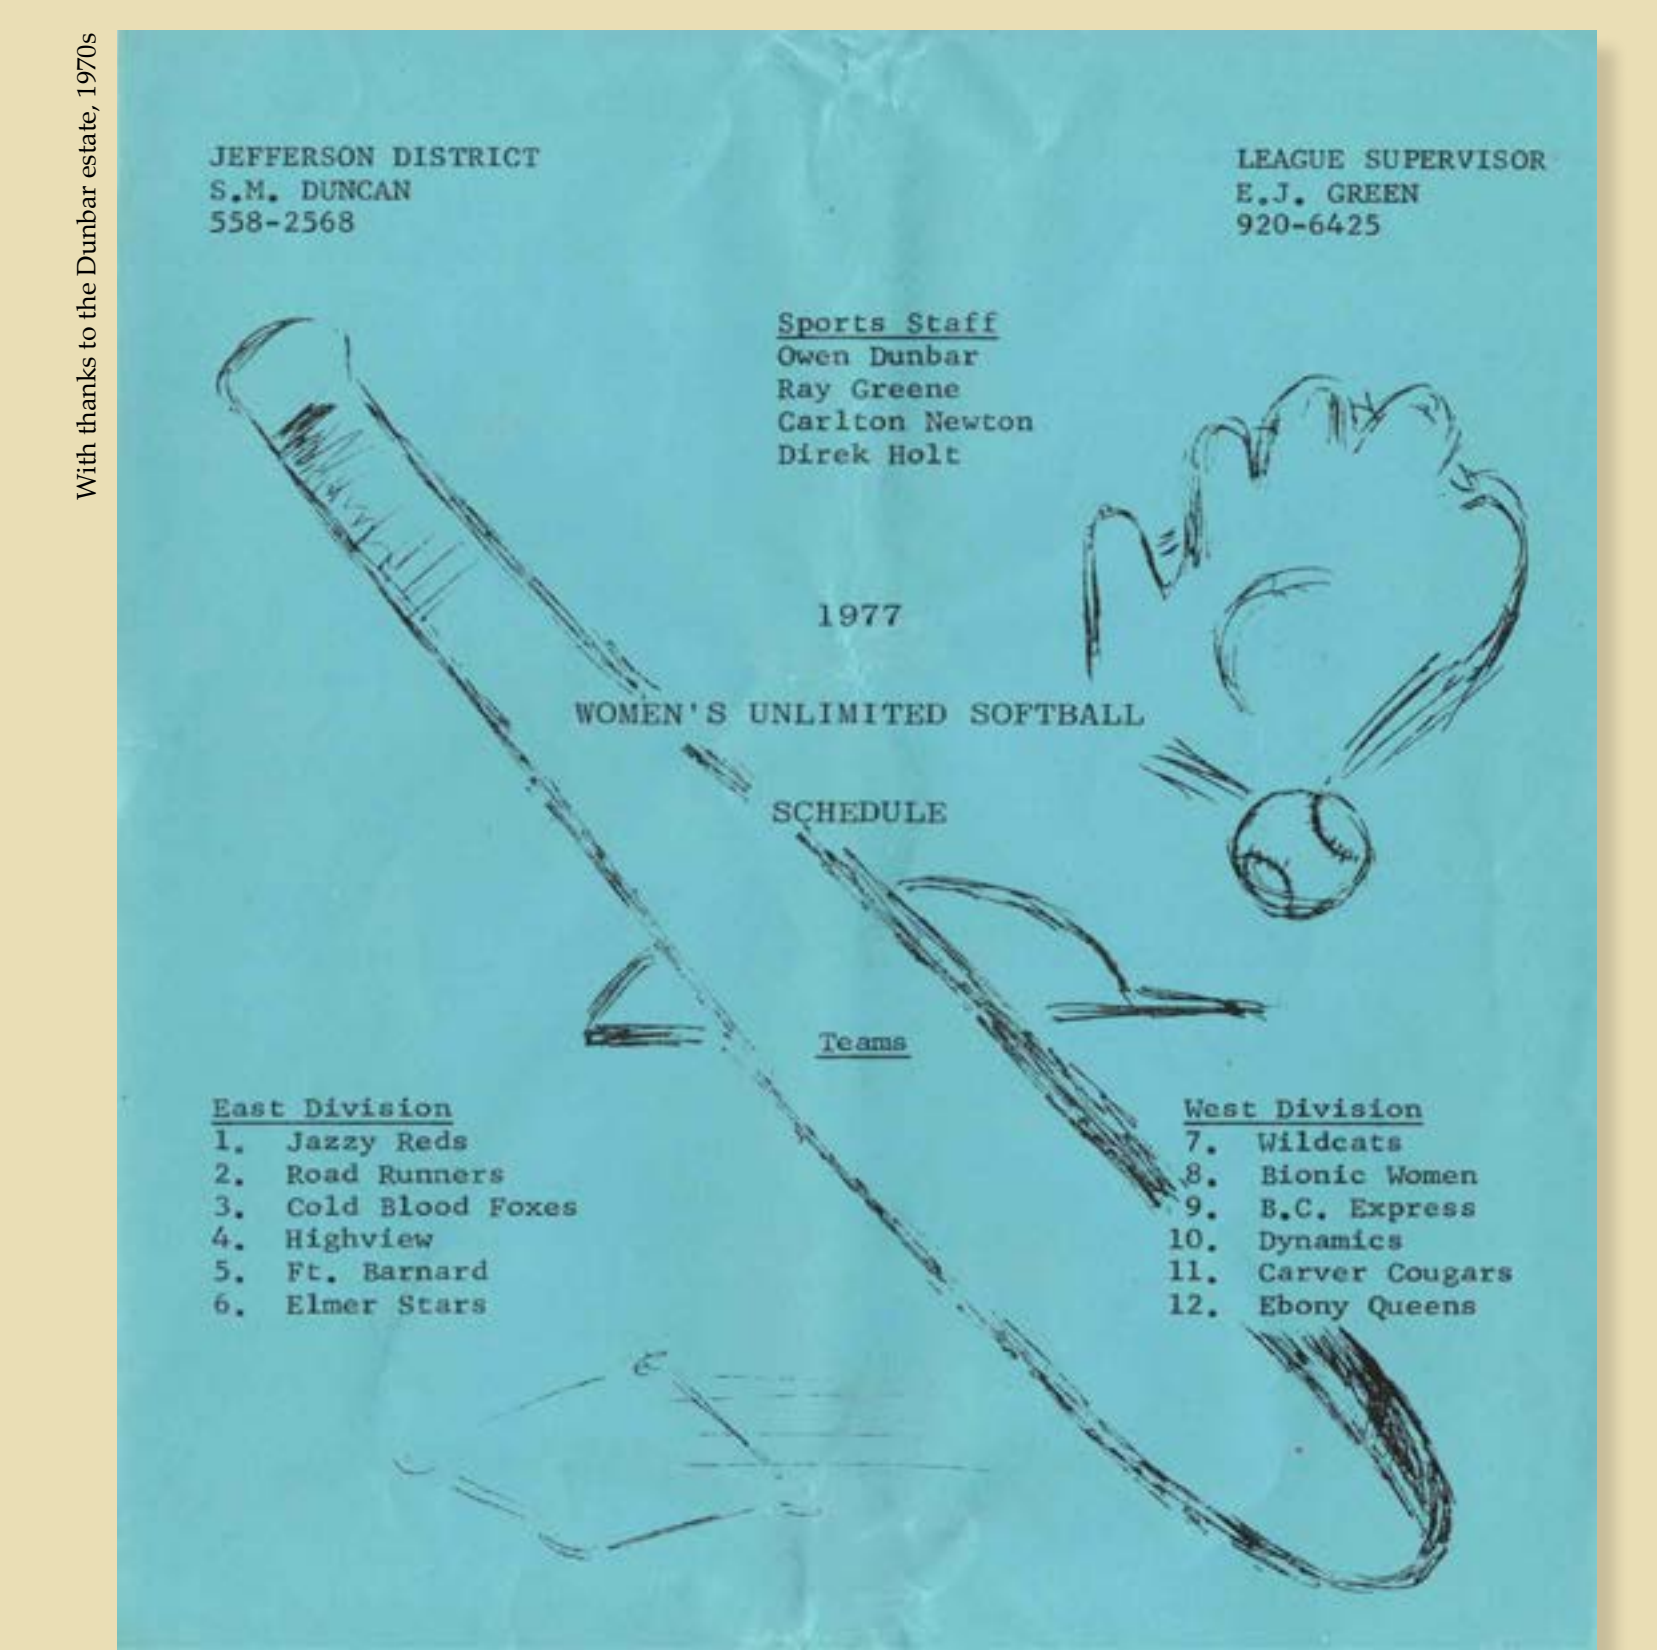 With thanks to the Dunbar estate, 1970s
JEFFERSON DISTRICT
S.M. DUNCAN
558-2568
LEAGUE SUPERVISOR
E.J. GREEN
920-6425
Sports Staff
Owen Dunbar
Ray Greene
Carlton Newton
Direk Holt
1977
WOMEN'S UNLIMITED SOFTBALL
SCHEDULE
Teams
East Division
1. Jazzy Reds
2. Road Runners
3. Cold Blood Foxes
4. Highview
5. Ft. Barnard
6. Elmer Stars
West Division
7. Wildcats
8. Bionic Women
9. B.C. Express
10. Dynamics
11. Carver Cougars
12. Ebony Queens